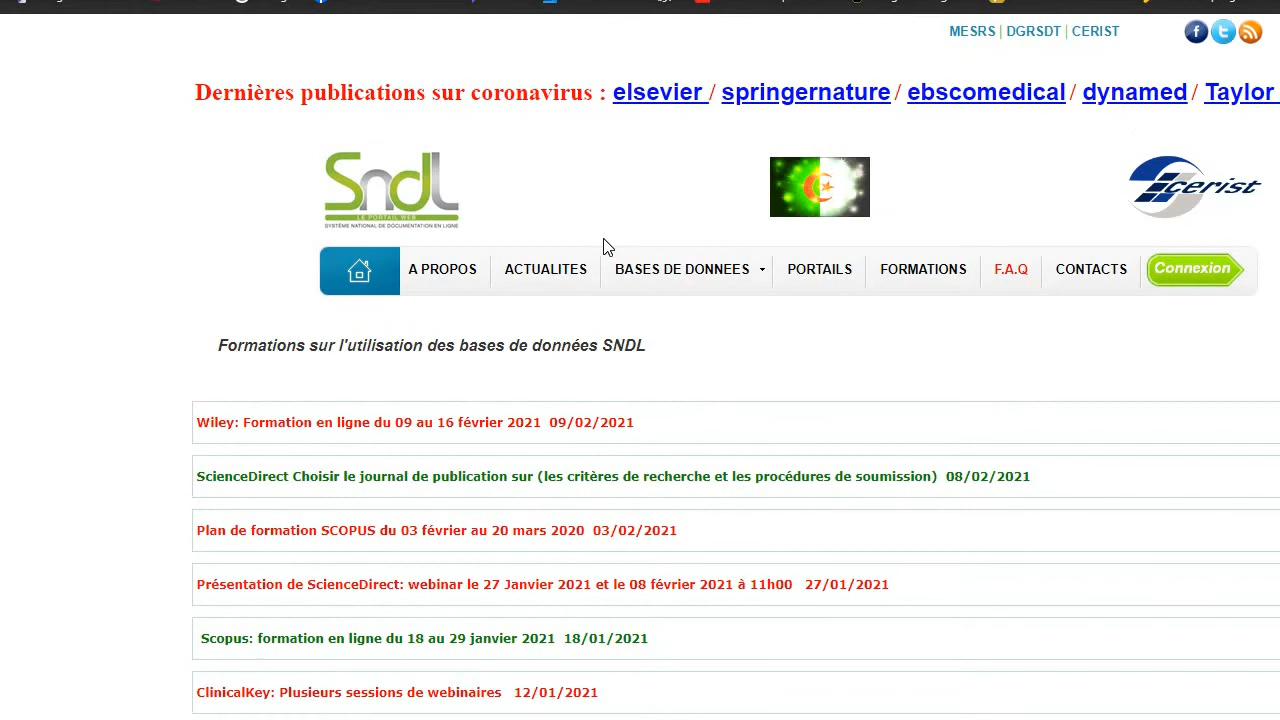 MESRS | DGRSDT | CERIST
Dernières publications sur coronavirus : elsevier / springernature / ebscomedical / dynamed / Taylor
Sndl
LE PORTAIL WEB
SYSTÈME NATIONAL DE DOCUMENTATION EN LIGNE
cerist
A PROPOS
ACTUALITES
BASES DE DONNEES
PORTAILS
FORMATIONS
F.A.Q
CONTACTS
Connexion
Formations sur l'utilisation des bases de données SNDL
Wiley: Formation en ligne du 09 au 16 février 2021 09/02/2021
ScienceDirect Choisir le journal de publication sur (les critères de recherche et les procédures de soumission) 08/02/2021
Plan de formation SCOPUS du 03 février au 20 mars 2020 03/02/2021
Présentation de ScienceDirect: webinar le 27 Janvier 2021 et le 08 février 2021 à 11h00 27/01/2021
Scopus: formation en ligne du 18 au 29 janvier 2021 18/01/2021
ClinicalKey: Plusieurs sessions de webinaires 12/01/2021